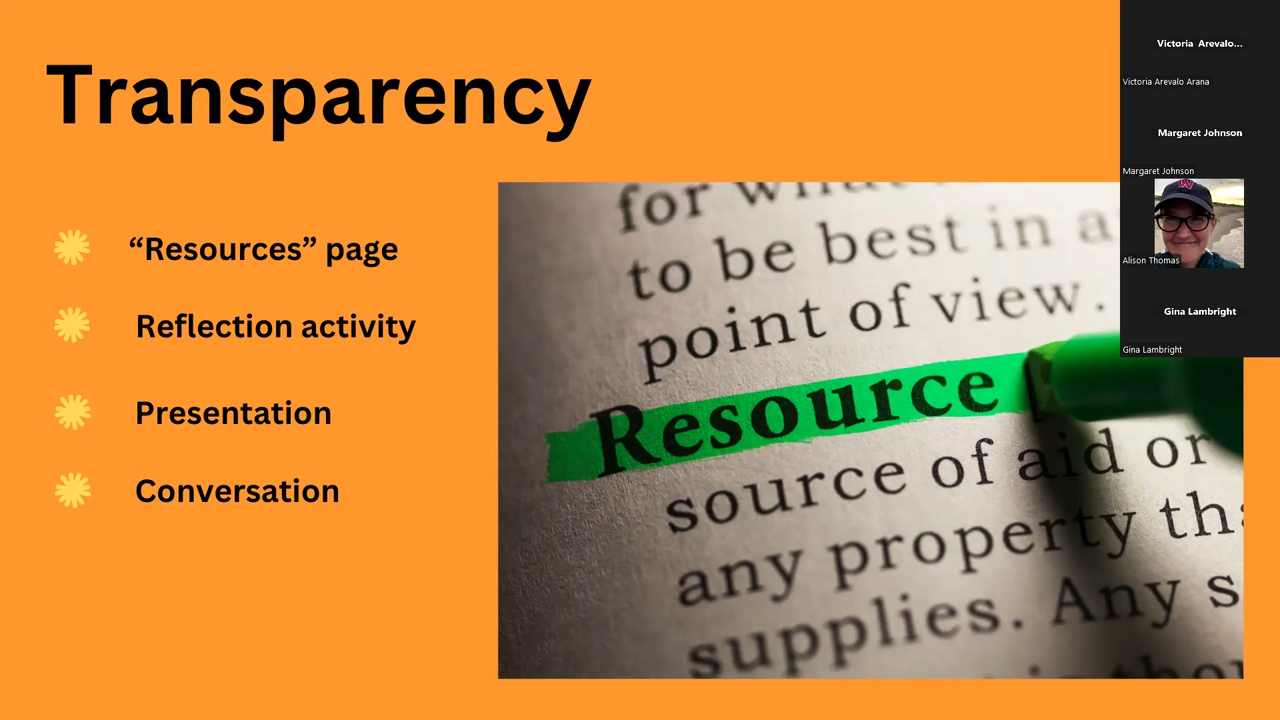 Transparency
“Resources” page
Reflection activity
Presentation
Conversation
for what
to be best in a
point of view.
Resource
source of aid or
any property tha
supplies. Any s
Victoria Arevalo...
Victoria Arevalo Arana
Margaret Johnson
Margaret Johnson
Alison Thomas
Gina Lambright
Gina Lambright